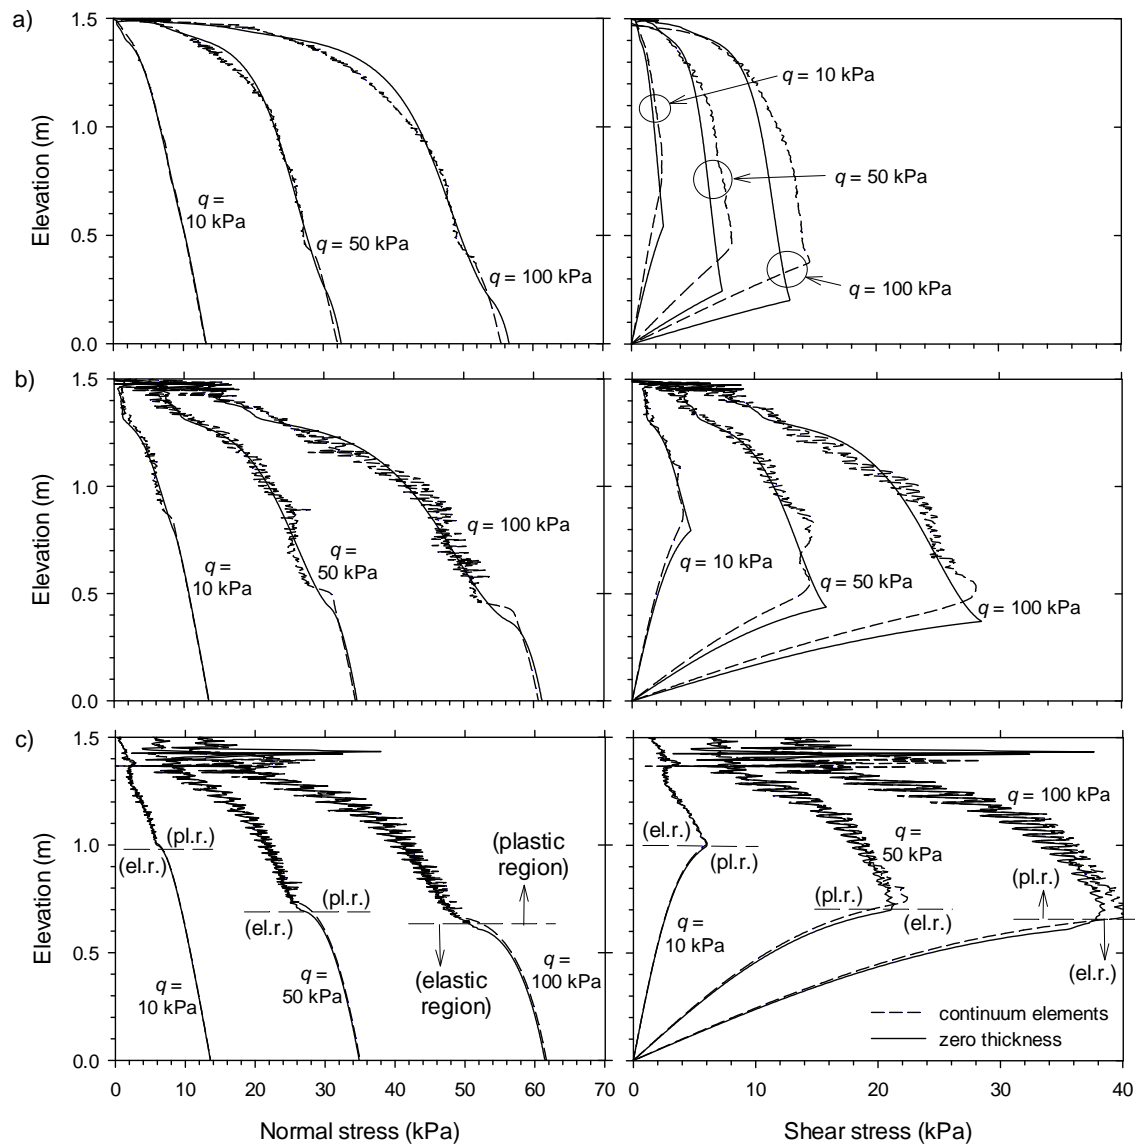 a)
1.5
1.0
0.5
0.0
Elevation (m)
q =
10 kPa
q = 50 kPa
q = 100 kPa
q = 10 kPa
q = 50 kPa
q = 100 kPa
b)
1.5
1.0
0.5
0.0
Elevation (m)
q =
10 kPa
q =
50 kPa
q = 100 kPa
q = 10 kPa
q = 50 kPa
q = 100 kPa
c)
1.5
1.0
0.5
0.0
Elevation (m)
(pl.r.)
(el.r.)
(pl.r.)
(el.r.)
(plastic
region)
(elastic
region)
q =
10 kPa
q =
50 kPa
q =
100 kPa
0 10 20 30 40 50 60 70
Normal stress (kPa)
(el.r.)
(pl.r.)
q =
10 kPa
q =
50 kPa
(pl.r.)
(el.r.)
q = 100 kPa
(pl.r.)
(el.r.)
continuum elements
zero thickness
0 10 20 30 40
Shear stress (kPa)